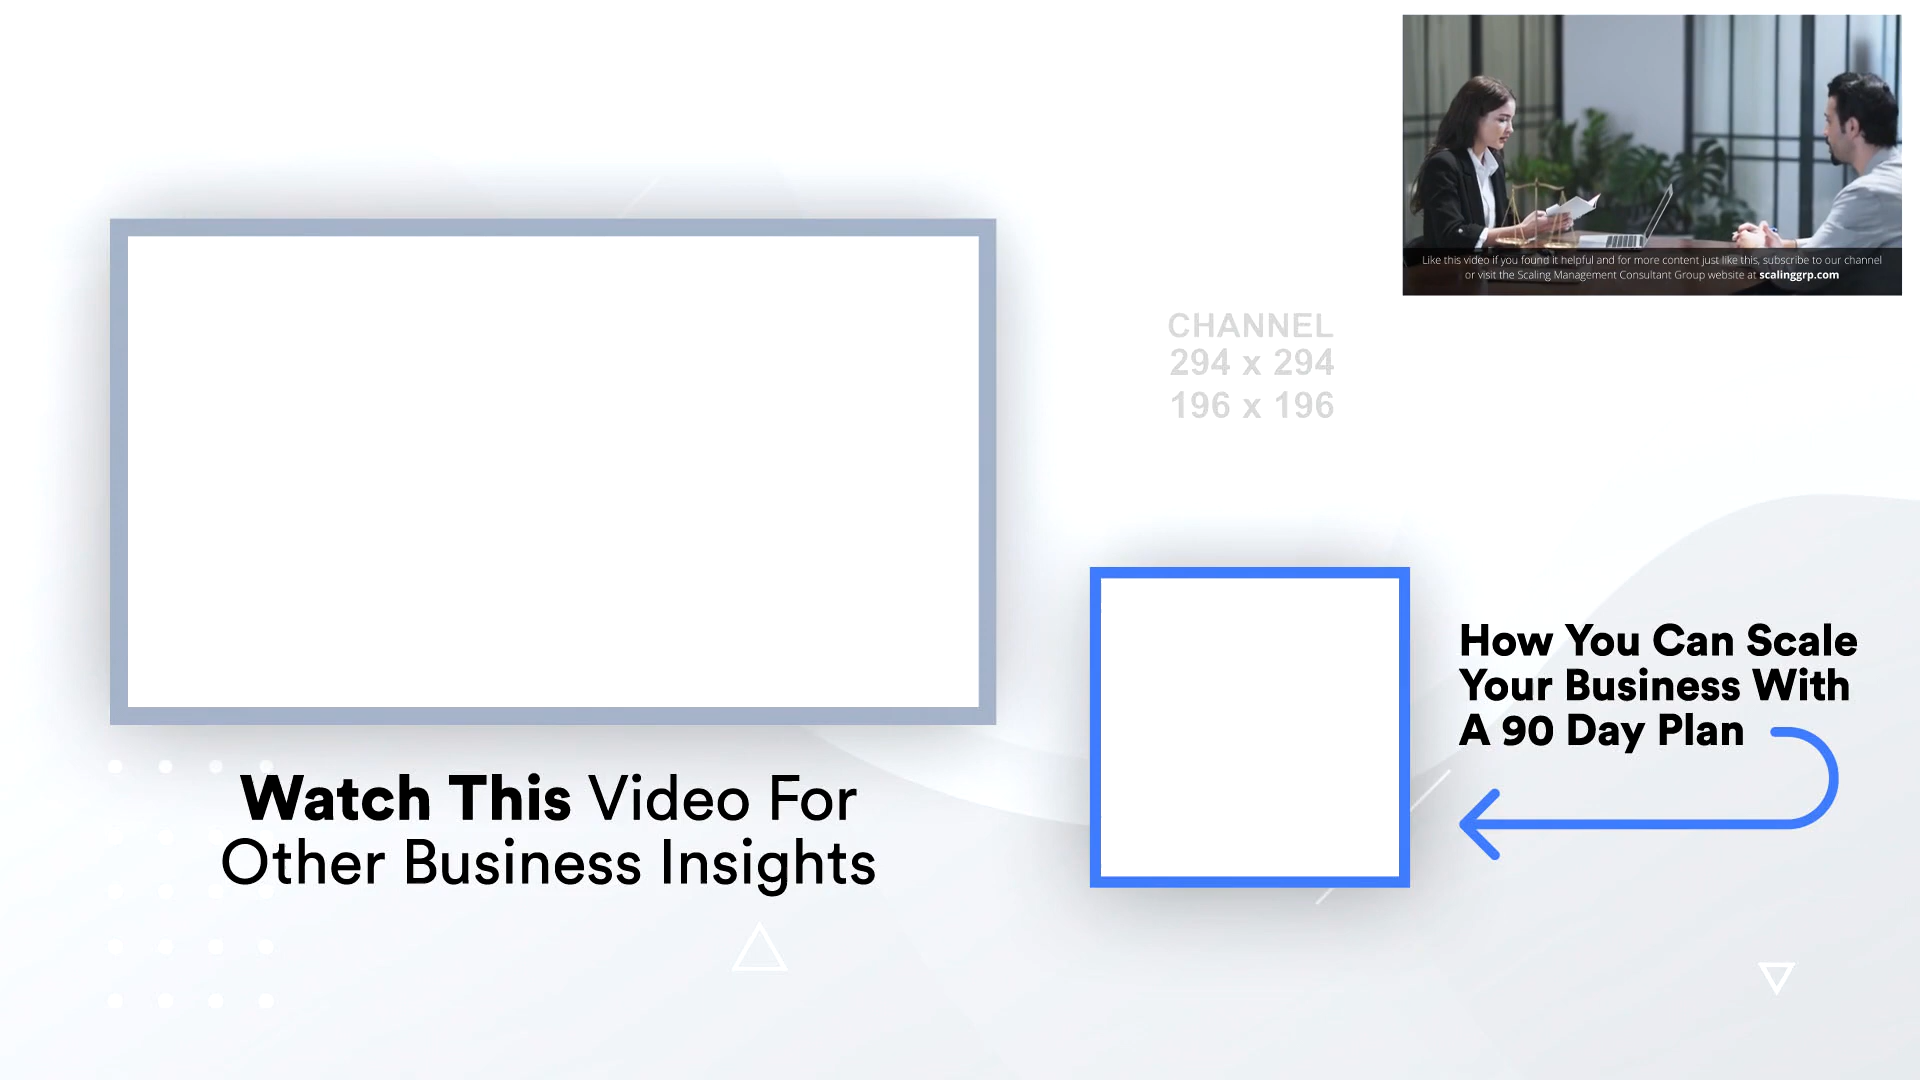 Like this video if you found it helpful and for more content just like this, subscribe to our channel
or visit the Scaling Management Consultant Group website at scalinggrp.com
CHANNEL
294 x 294
196 x 196
How You Can Scale
Your Business With
A 90 Day Plan
Watch This Video For
Other Business Insights